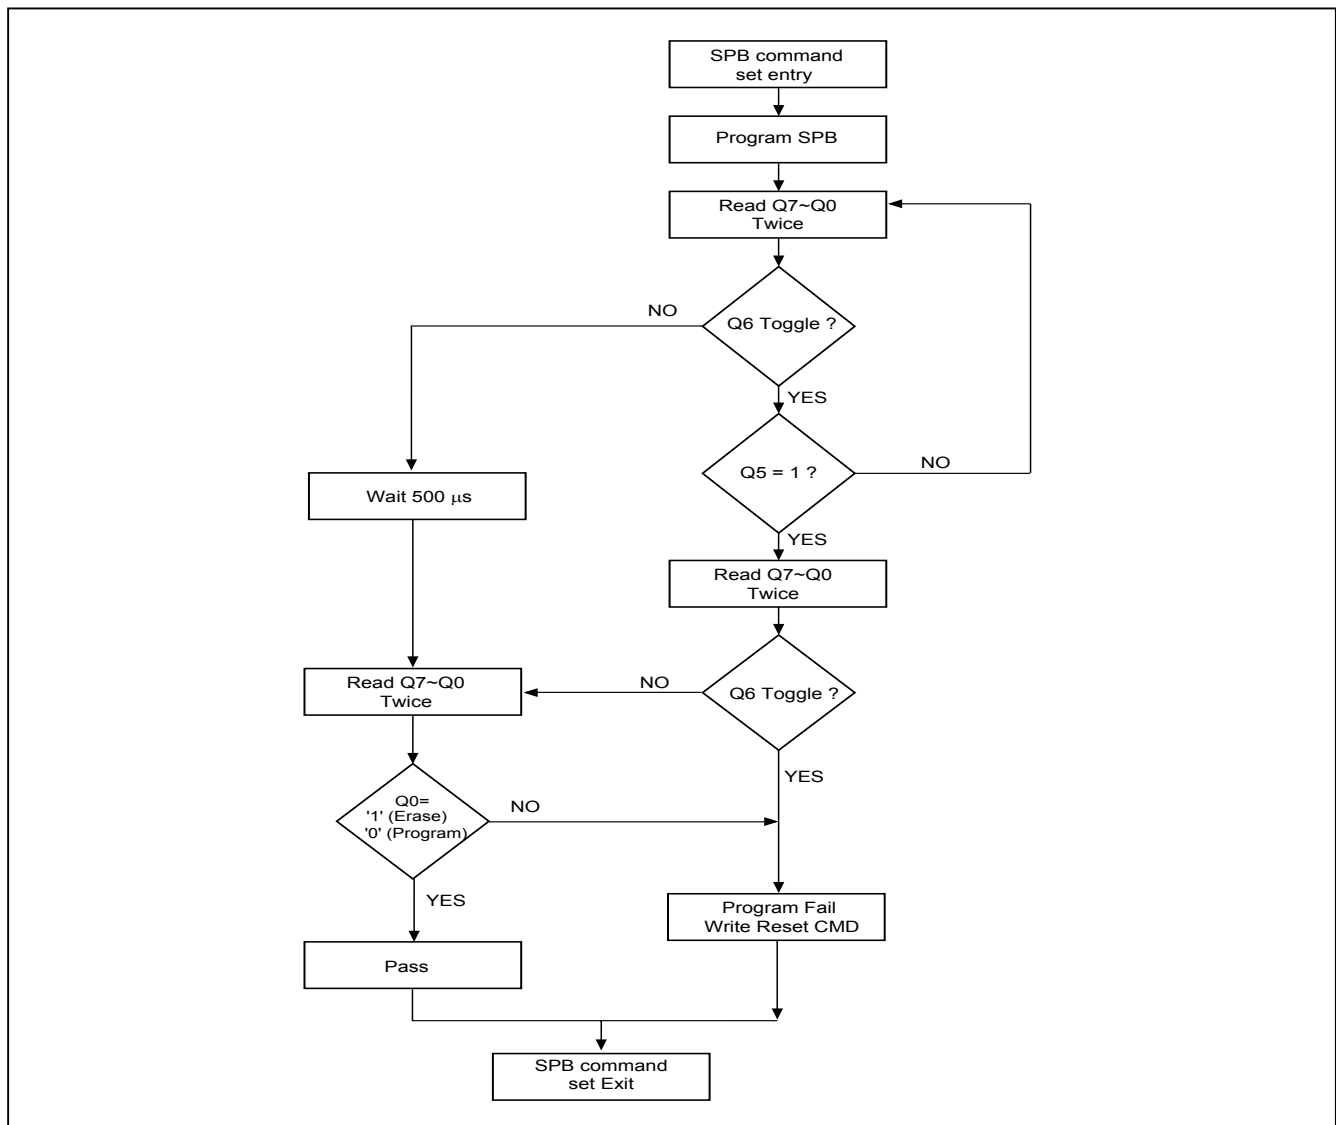 SPB command
set entry
Program SPB
Read Q7~Q0
Twice
NO
Q6 Toggle ?
YES
Q5 = 1 ?
NO
Wait 500 μs
YES
Read Q7~Q0
Twice
Read Q7~Q0
Twice
NO
Q6 Toggle ?
YES
Q0=
'1' (Erase)
'0' (Program)
NO
YES
Program Fail
Write Reset CMD
Pass
SPB command
set Exit